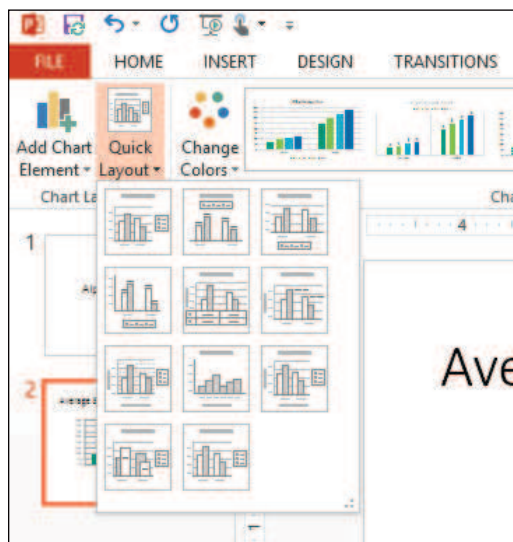 FILE HOME INSERT DESIGN TRANSITIONS
Add Chart Element
Quick Layout
Change Colors
Chart La
Cha
4
1
Ave
2
1